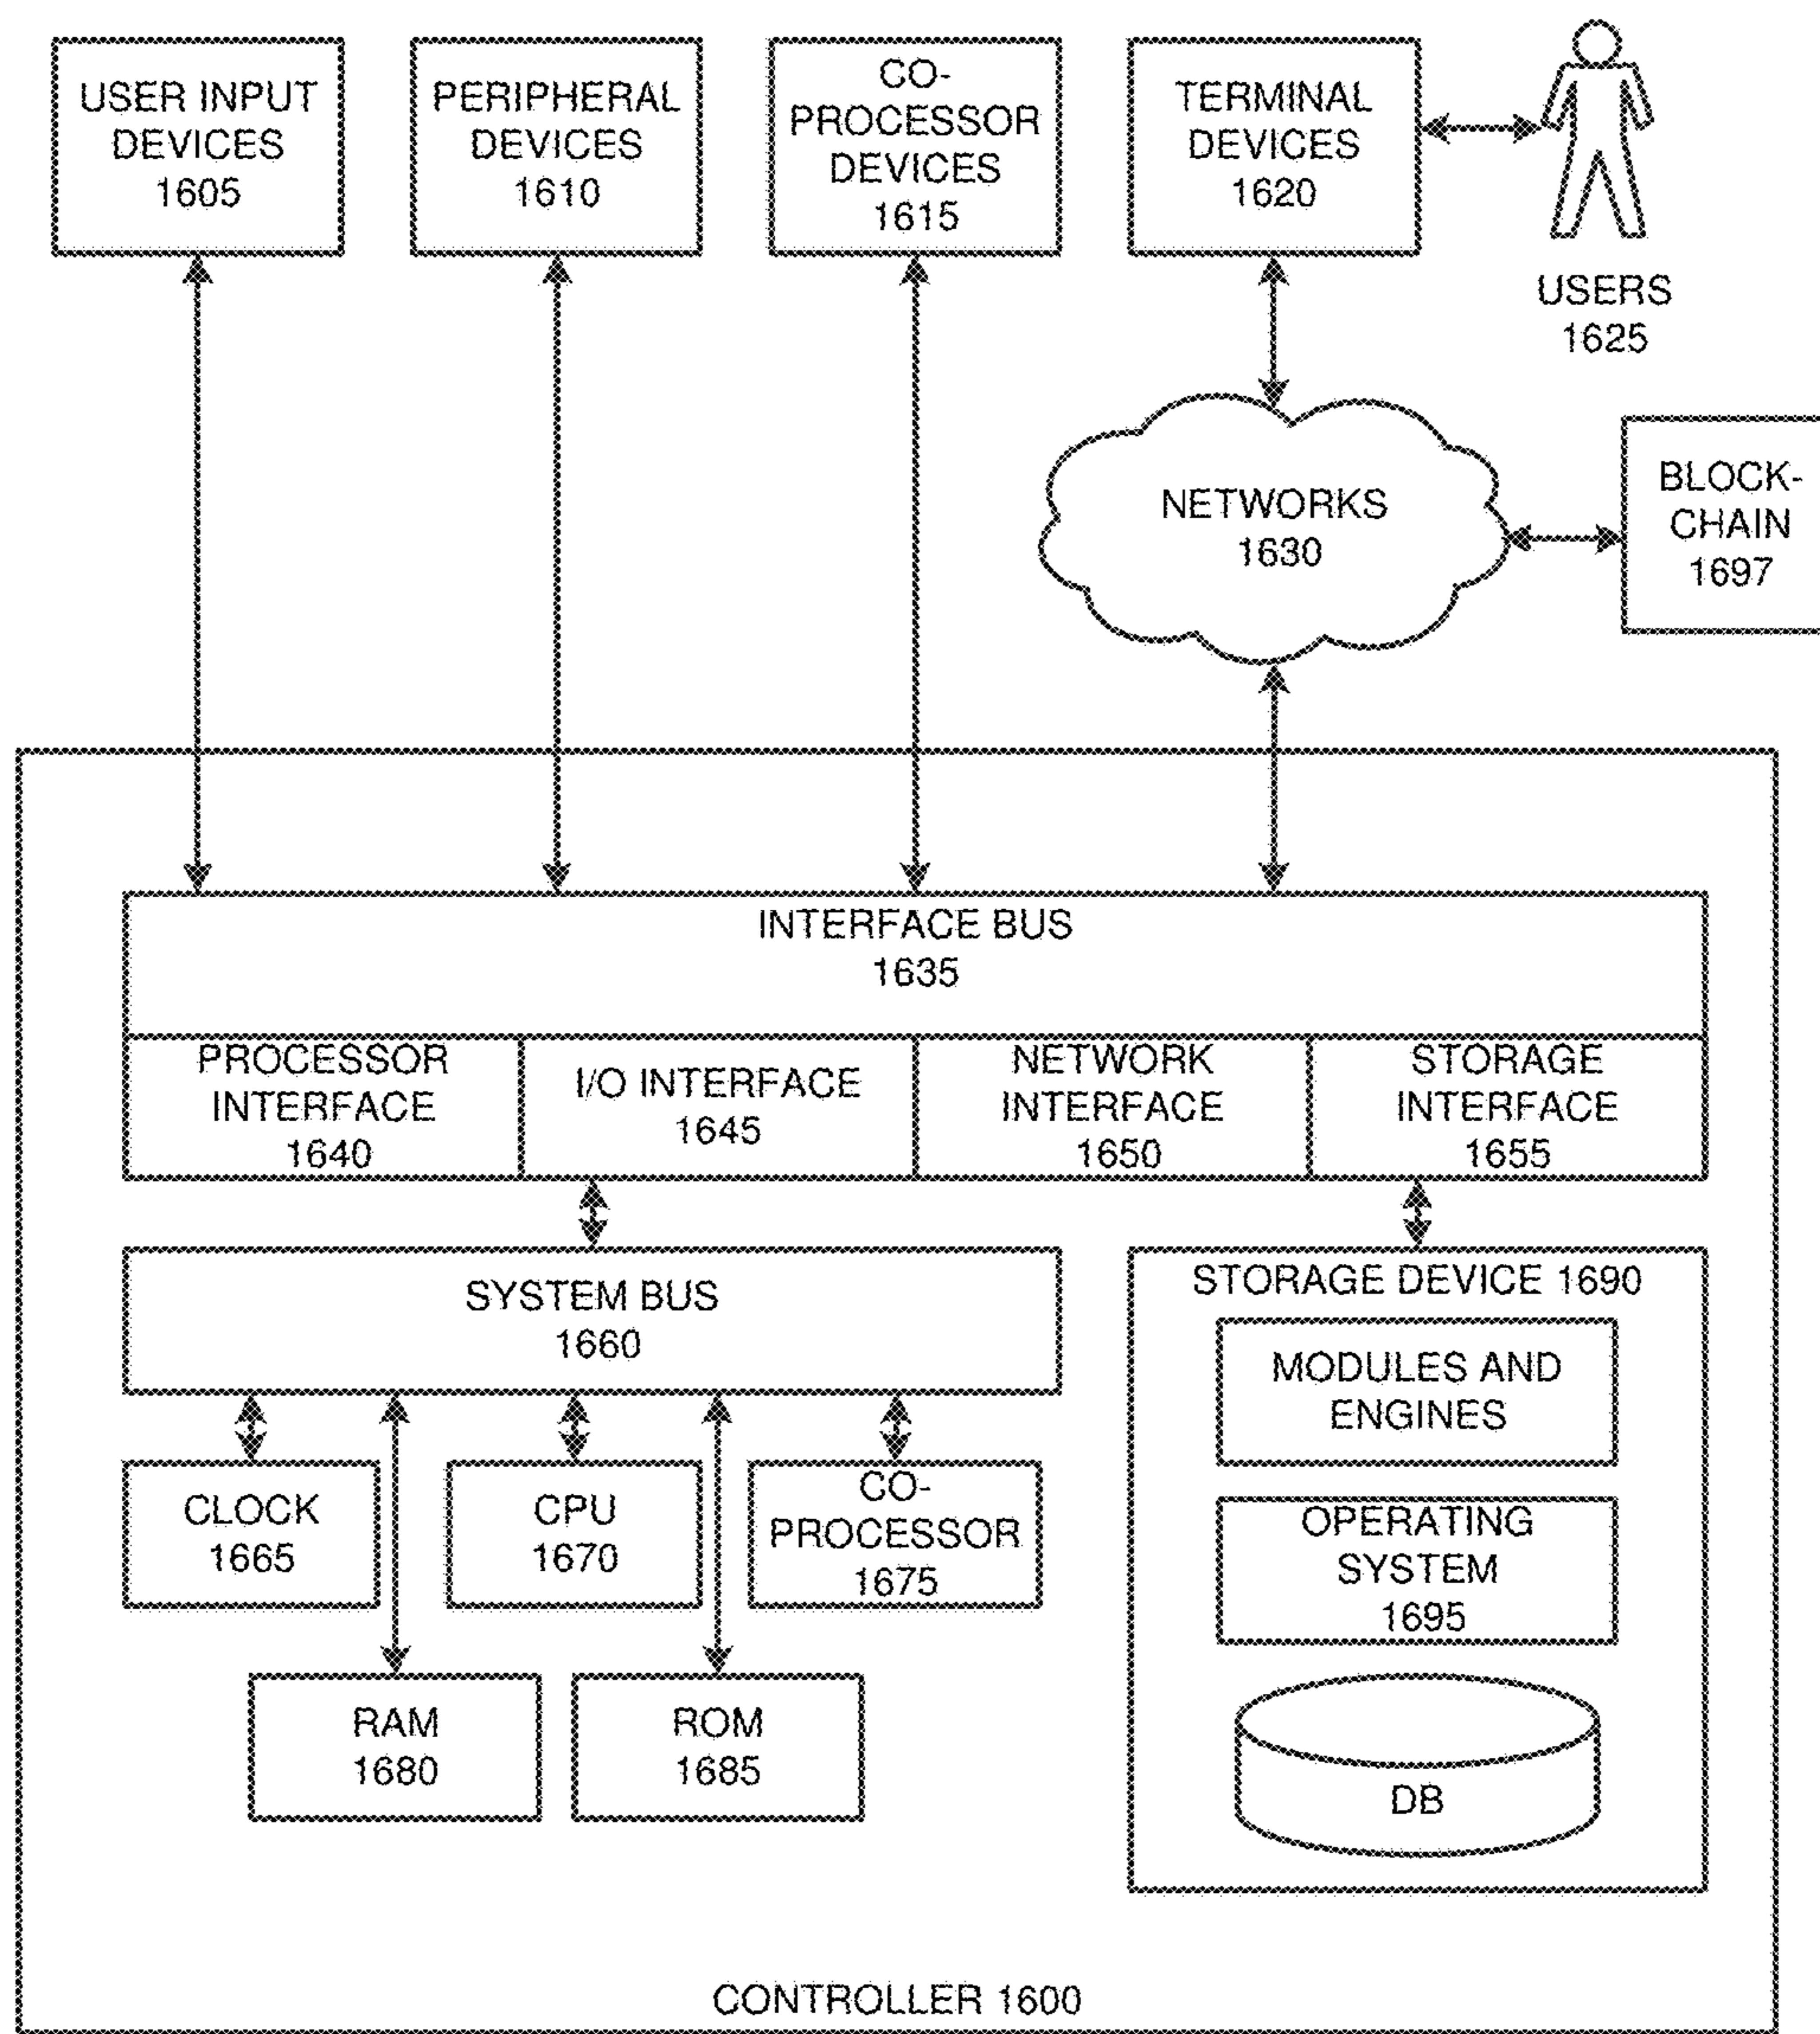 USER INPUT
DEVICES
1605
PERIPHERAL
DEVICES
1610
CO-
PROCESSOR
DEVICES
1615
TERMINAL
DEVICES
1620
USERS
1625
NETWORKS
1630
BLOCK-
CHAIN
1697
INTERFACE BUS
1635
PROCESSOR
INTERFACE
1640
I/O INTERFACE
1645
NETWORK
INTERFACE
1650
STORAGE
INTERFACE
1655
SYSTEM BUS
1660
CLOCK
1665
CPU
1670
CO-
PROCESSOR
1675
RAM
1680
ROM
1685
STORAGE DEVICE 1690
MODULES AND
ENGINES
OPERATING
SYSTEM
1695
DB
CONTROLLER 1600